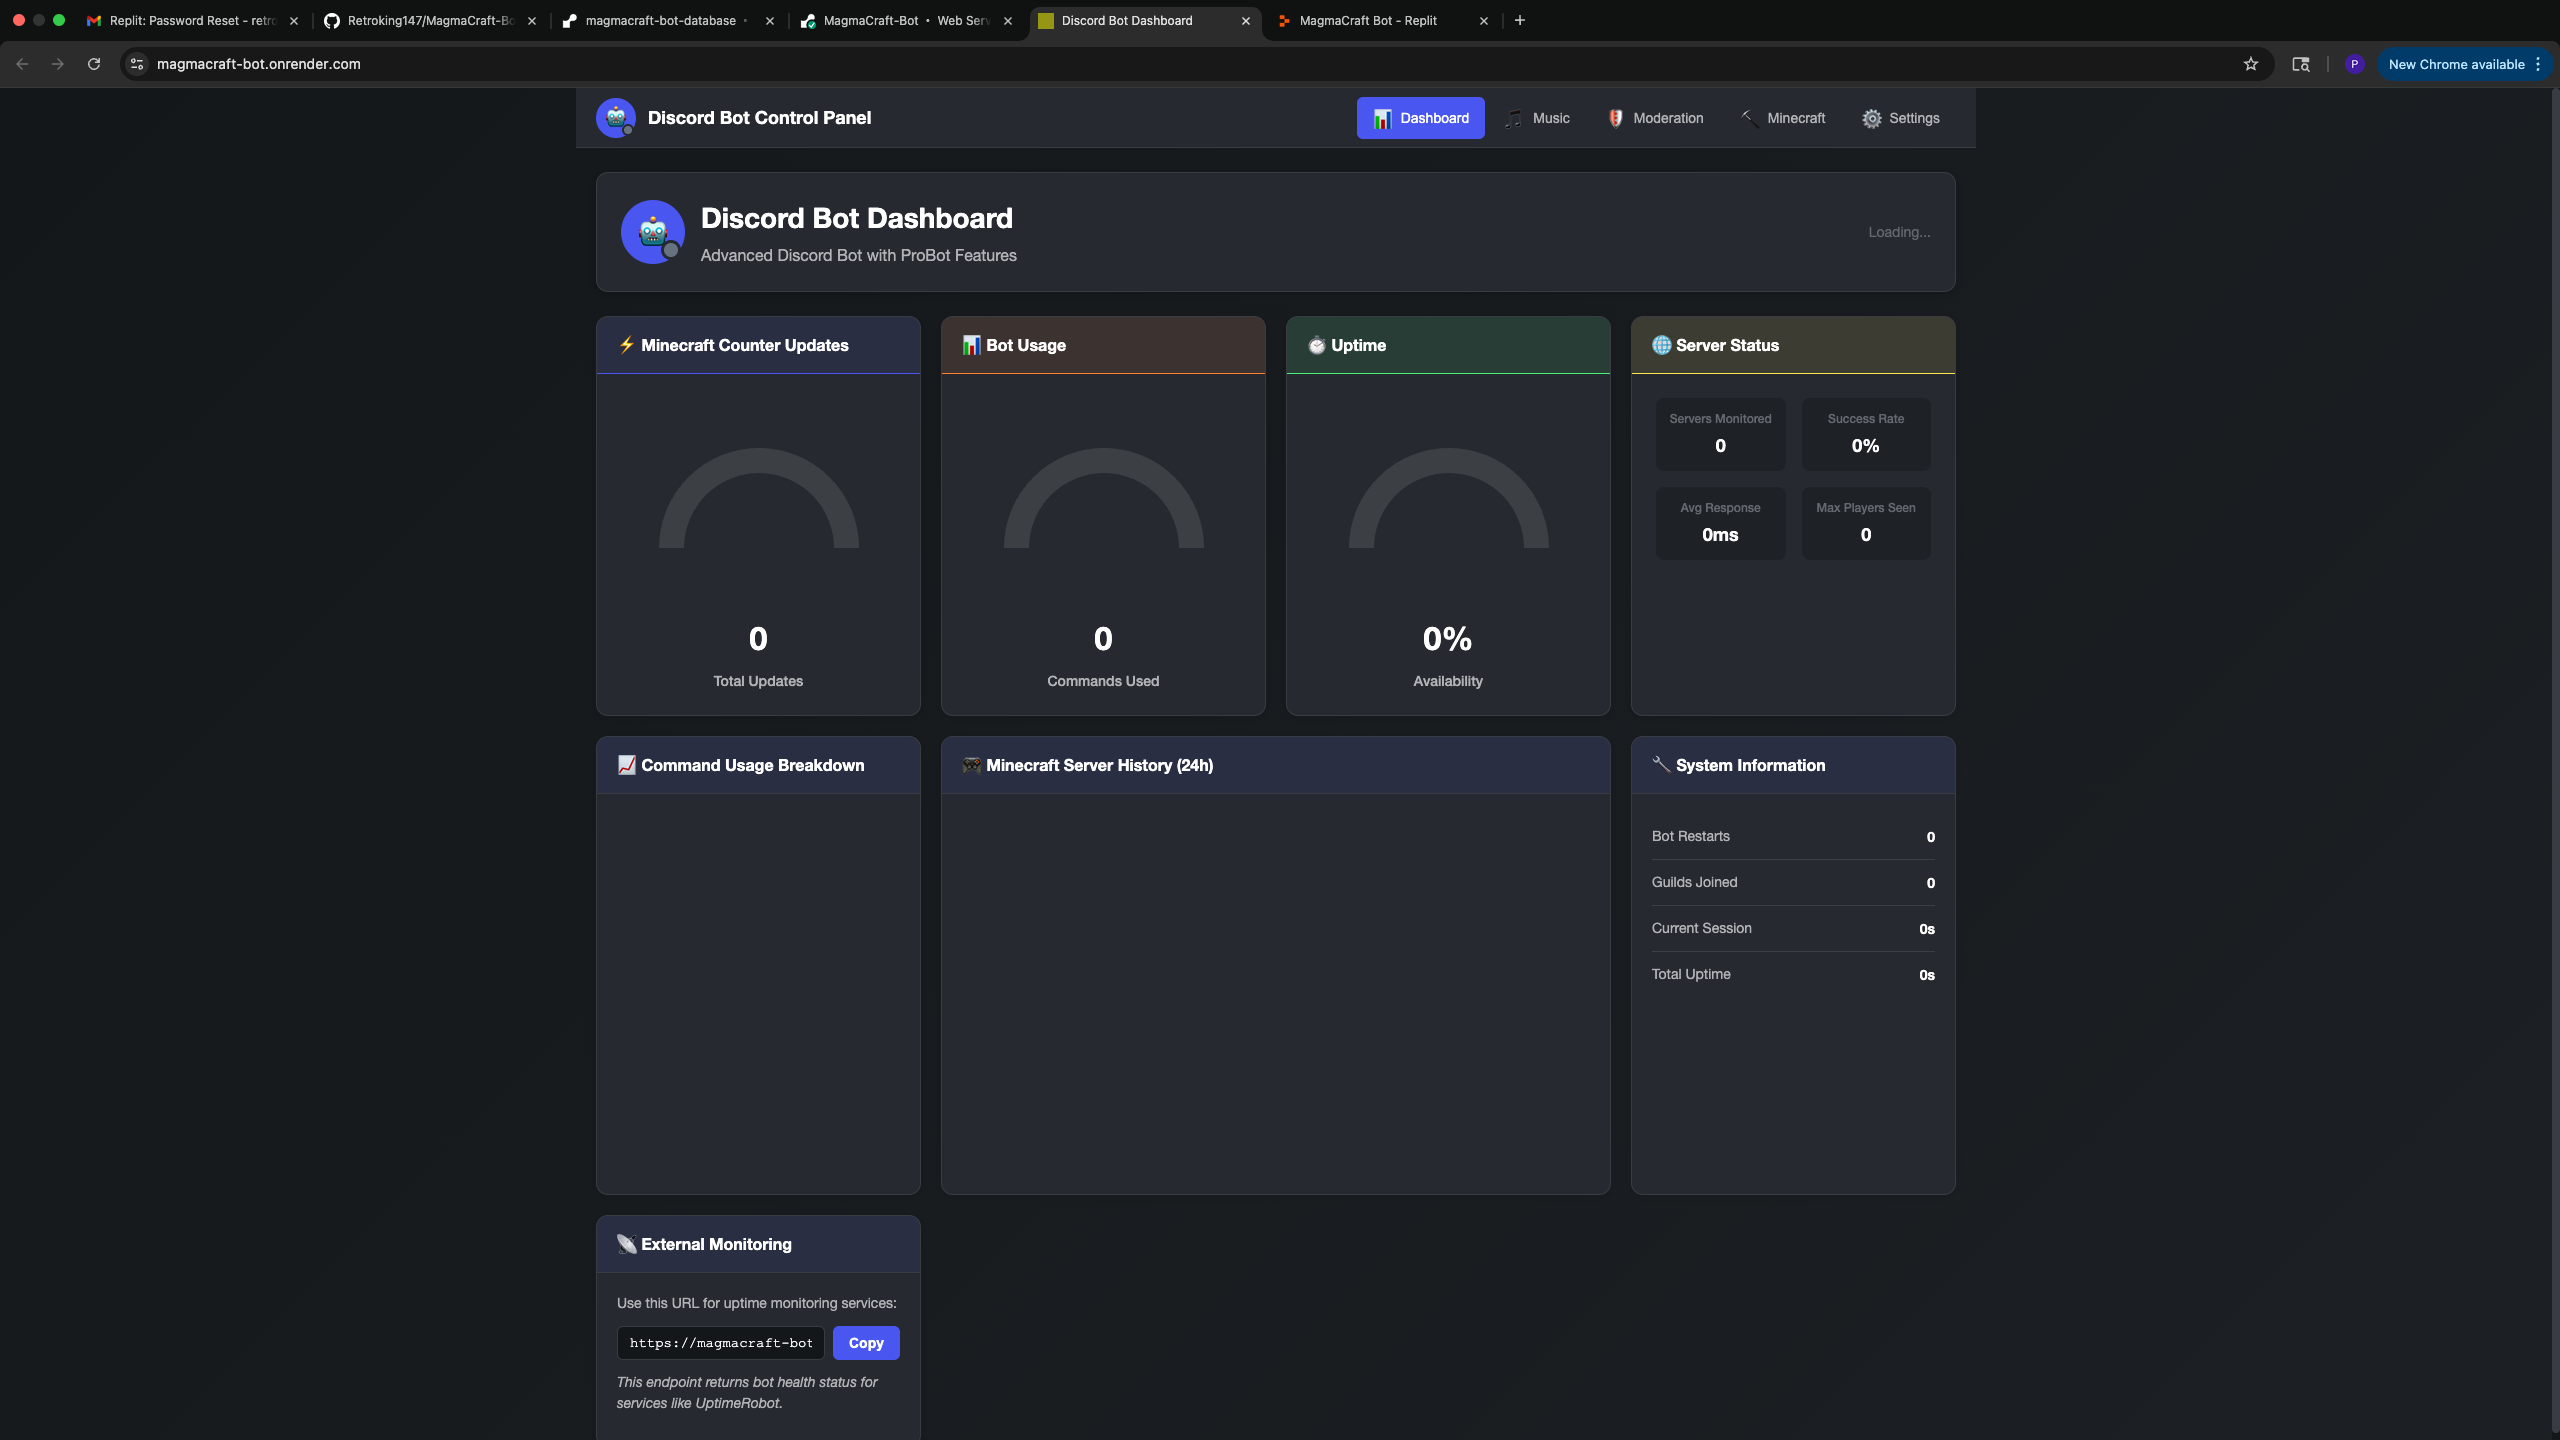 Replit: Password Reset - retro
Retroking147/MagmaCraft-Bo
magmacraft-bot-database •
MagmaCraft-Bot • Web Serv
Discord Bot Dashboard
MagmaCraft Bot - Replit
magmacraft-bot.onrender.com
P
New Chrome available
Discord Bot Control Panel
Dashboard
Music
Moderation
Minecraft
Settings
Discord Bot Dashboard
Advanced Discord Bot with ProBot Features
Loading...
Minecraft Counter Updates
0
Total Updates
Bot Usage
0
Commands Used
Uptime
0%
Availability
Server Status
Servers Monitored
0
Success Rate
0%
Avg Response
0ms
Max Players Seen
0
Command Usage Breakdown
Minecraft Server History (24h)
System Information
Bot Restarts 0
Guilds Joined 0
Current Session 0s
Total Uptime 0s
External Monitoring
Use this URL for uptime monitoring services:
https://magmacraft-bot
Copy
This endpoint returns bot health status for
services like UptimeRobot.